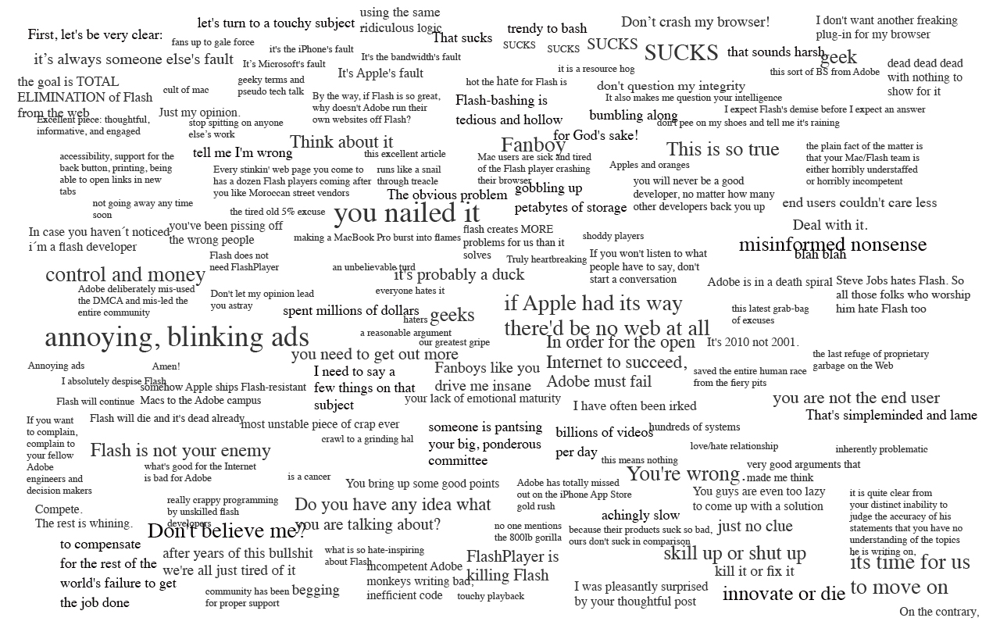 First, let's be very clear:
let's turn to a touchy subject
using the same
ridiculous logic
That sucks
trendy to bash
Don’t crash my browser!
I don't want another freaking
plug-in for my browser
fans up to gale force
it's the iPhone's fault
It's the bandwidth's fault
SUCKS
SUCKS
SUCKS
SUCKS
that sounds harsh
geek
it’s always someone else's fault
It’s Microsoft's fault
It's Apple's fault
it is a resource hog
this sort of BS from Adobe
dead dead dead
with nothing to
show for it
the goal is TOTAL
ELIMINATION of Flash
from the web
cult of mac
geeky terms and
pseudo tech talk
hot the hate for Flash is
don't question my integrity
It also makes me question your intelligence
By the way, if Flash is so great,
why doesn't Adobe run their
own websites off Flash?
Flash-bashing is
tedious and hollow
bumbling along
I expect Flash's demise before I expect an answer
Excellent piece: thoughtful,
informative, and engaged
Just my opinion.
stop spitting on anyone
else’s work
don't pee on my shoes and tell me it's raining
for God's sake!
Think about it
Fanboy
This is so true
the plain fact of the matter is
that your Mac/Flash team is
either horribly understaffed
or horribly incompetent
accessibility, support for the
back button, printing, being
able to open links in new
tabs
tell me I'm wrong
this excellent article
Mac users are sick and tired
of the Flash player crashing
their browser
Apples and oranges
Every stinkin' web page you come to
has a dozen Flash players coming after
you like Moroccan street vendors
runs like a snail
through treacle
you will never be a good
developer, no matter how many
other developers back you up
gobbling up
petabytes of storage
The obvious problem
end users couldn't care less
not going away any time
soon
the tired old 5% excuse
you nailed it
Deal with it.
In case you haven´t noticed
i´m a flash developer
you've been pissing off
the wrong people
making a MacBook Pro burst into flames
flash creates MORE
problems for us than it
solves
shoddy players
misinformed nonsense
blah blah
Flash does not
need FlashPlayer
Truly heartbreaking
If you won't listen to what
people have to say, don't
start a conversation
control and money
an unbelievable turd
it's probably a duck
Adobe is in a death spiral
Steve Jobs hates Flash. So
all those folks who worship
him hate Flash too
Adobe deliberately mis-used
the DMCA and mis-led the
entire community
Don't let my opinion lead
you astray
everyone hates it
if Apple had its way
there'd be no web at all
spent millions of dollars
haters
geeks
this latest grab-bag
of excuses
annoying, blinking ads
a reasonable argument
our greatest gripe
In order for the open
Internet to succeed,
Adobe must fail
It's 2010 not 2001.
you need to get out more
the last refuge of proprietary
garbage on the Web
Annoying ads
Amen!
I need to say a
few things on that
subject
Fanboys like you
drive me insane
saved the entire human race
from the fiery pits
I absolutely despise Flash
somehow Apple ships Flash-resistant
Macs to the Adobe campus
Flash will continue
your lack of emotional maturity
I have often been irked
you are not the end user
That's simpleminded and lame
If you want
to complain,
complain to
your fellow
Adobe
engineers and
decision makers
Flash will die and it's dead already
most unstable piece of crap ever
someone is pantsing
your big, ponderous
committee
billions of videos
per day
hundreds of systems
crawl to a grinding hal
Flash is not your enemy
love/hate relationship
inherently problematic
this means nothing
what's good for the Internet
is bad for Adobe
is a cancer
You're wrong.
very good arguments that
made me think
You bring up some good points
Adobe has totally missed
out on the iPhone App Store
gold rush
You guys are even too lazy
to come up with a solution
it is quite clear from
your distinct inability to
judge the accuracy of his
statements that you have no
understanding of the topics
he is writing on,
Compete.
The rest is whining.
really crappy programming
by unskilled flash
developers
Do you have any idea what
you are talking about?
achingly slow
Don't believe me?
no one mentions
the 800lb gorilla
because their products suck so bad,
ours don't suck in comparison
just no clue
to compensate
for the rest of the
world's failure to get
the job done
after years of this bullshit
we're all just tired of it
what is so hate-inspiring
about Flash
FlashPlayer is
killing Flash
skill up or shut up
its time for us
to move on
incompetent Adobe
monkeys writing bad,
inefficient code
kill it or fix it
community has been begging
for proper support
touchy playback
I was pleasantly surprised
by your thoughtful post
innovate or die
On the contrary,